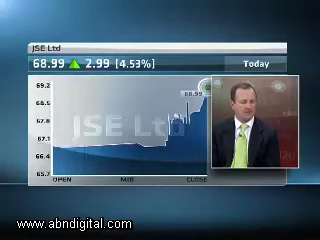 JSE Ltd
68.99 2.99 [4.53%] Today
69.2
68.5
67.8
67.1
66.4
65.7
68.99
JSE Ltd
OPEN MID CLOSE
www.abndigital.com